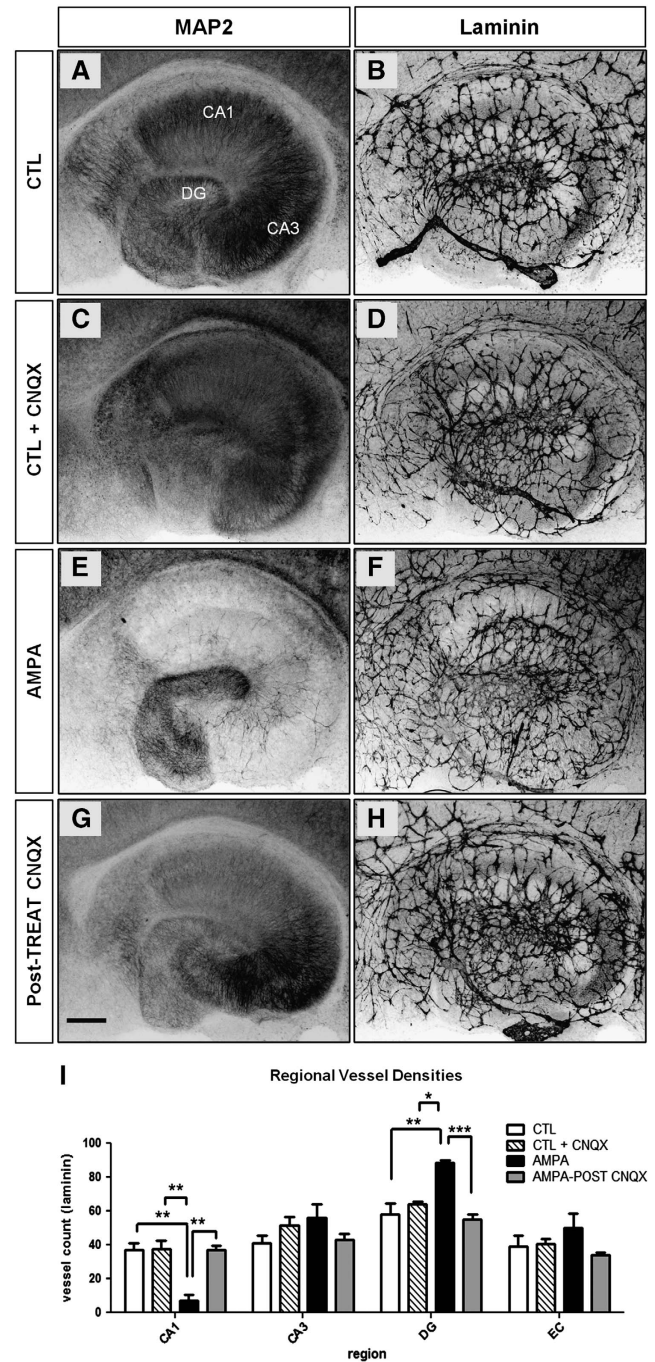 MAP2 Laminin
CTL
A
CA1
DG
CA3
B
CTL + CNQX
C
D
AMPA
E
F
Post-TREAT CNQX
G
H
I
Regional Vessel Densities
*
** ***
**
** **
CTL
CTL + CNQX
AMPA
AMPA-POST CNQX
vessel count (laminin)
100
80
60
40
20
0
CA1 CA3 DG EC
region